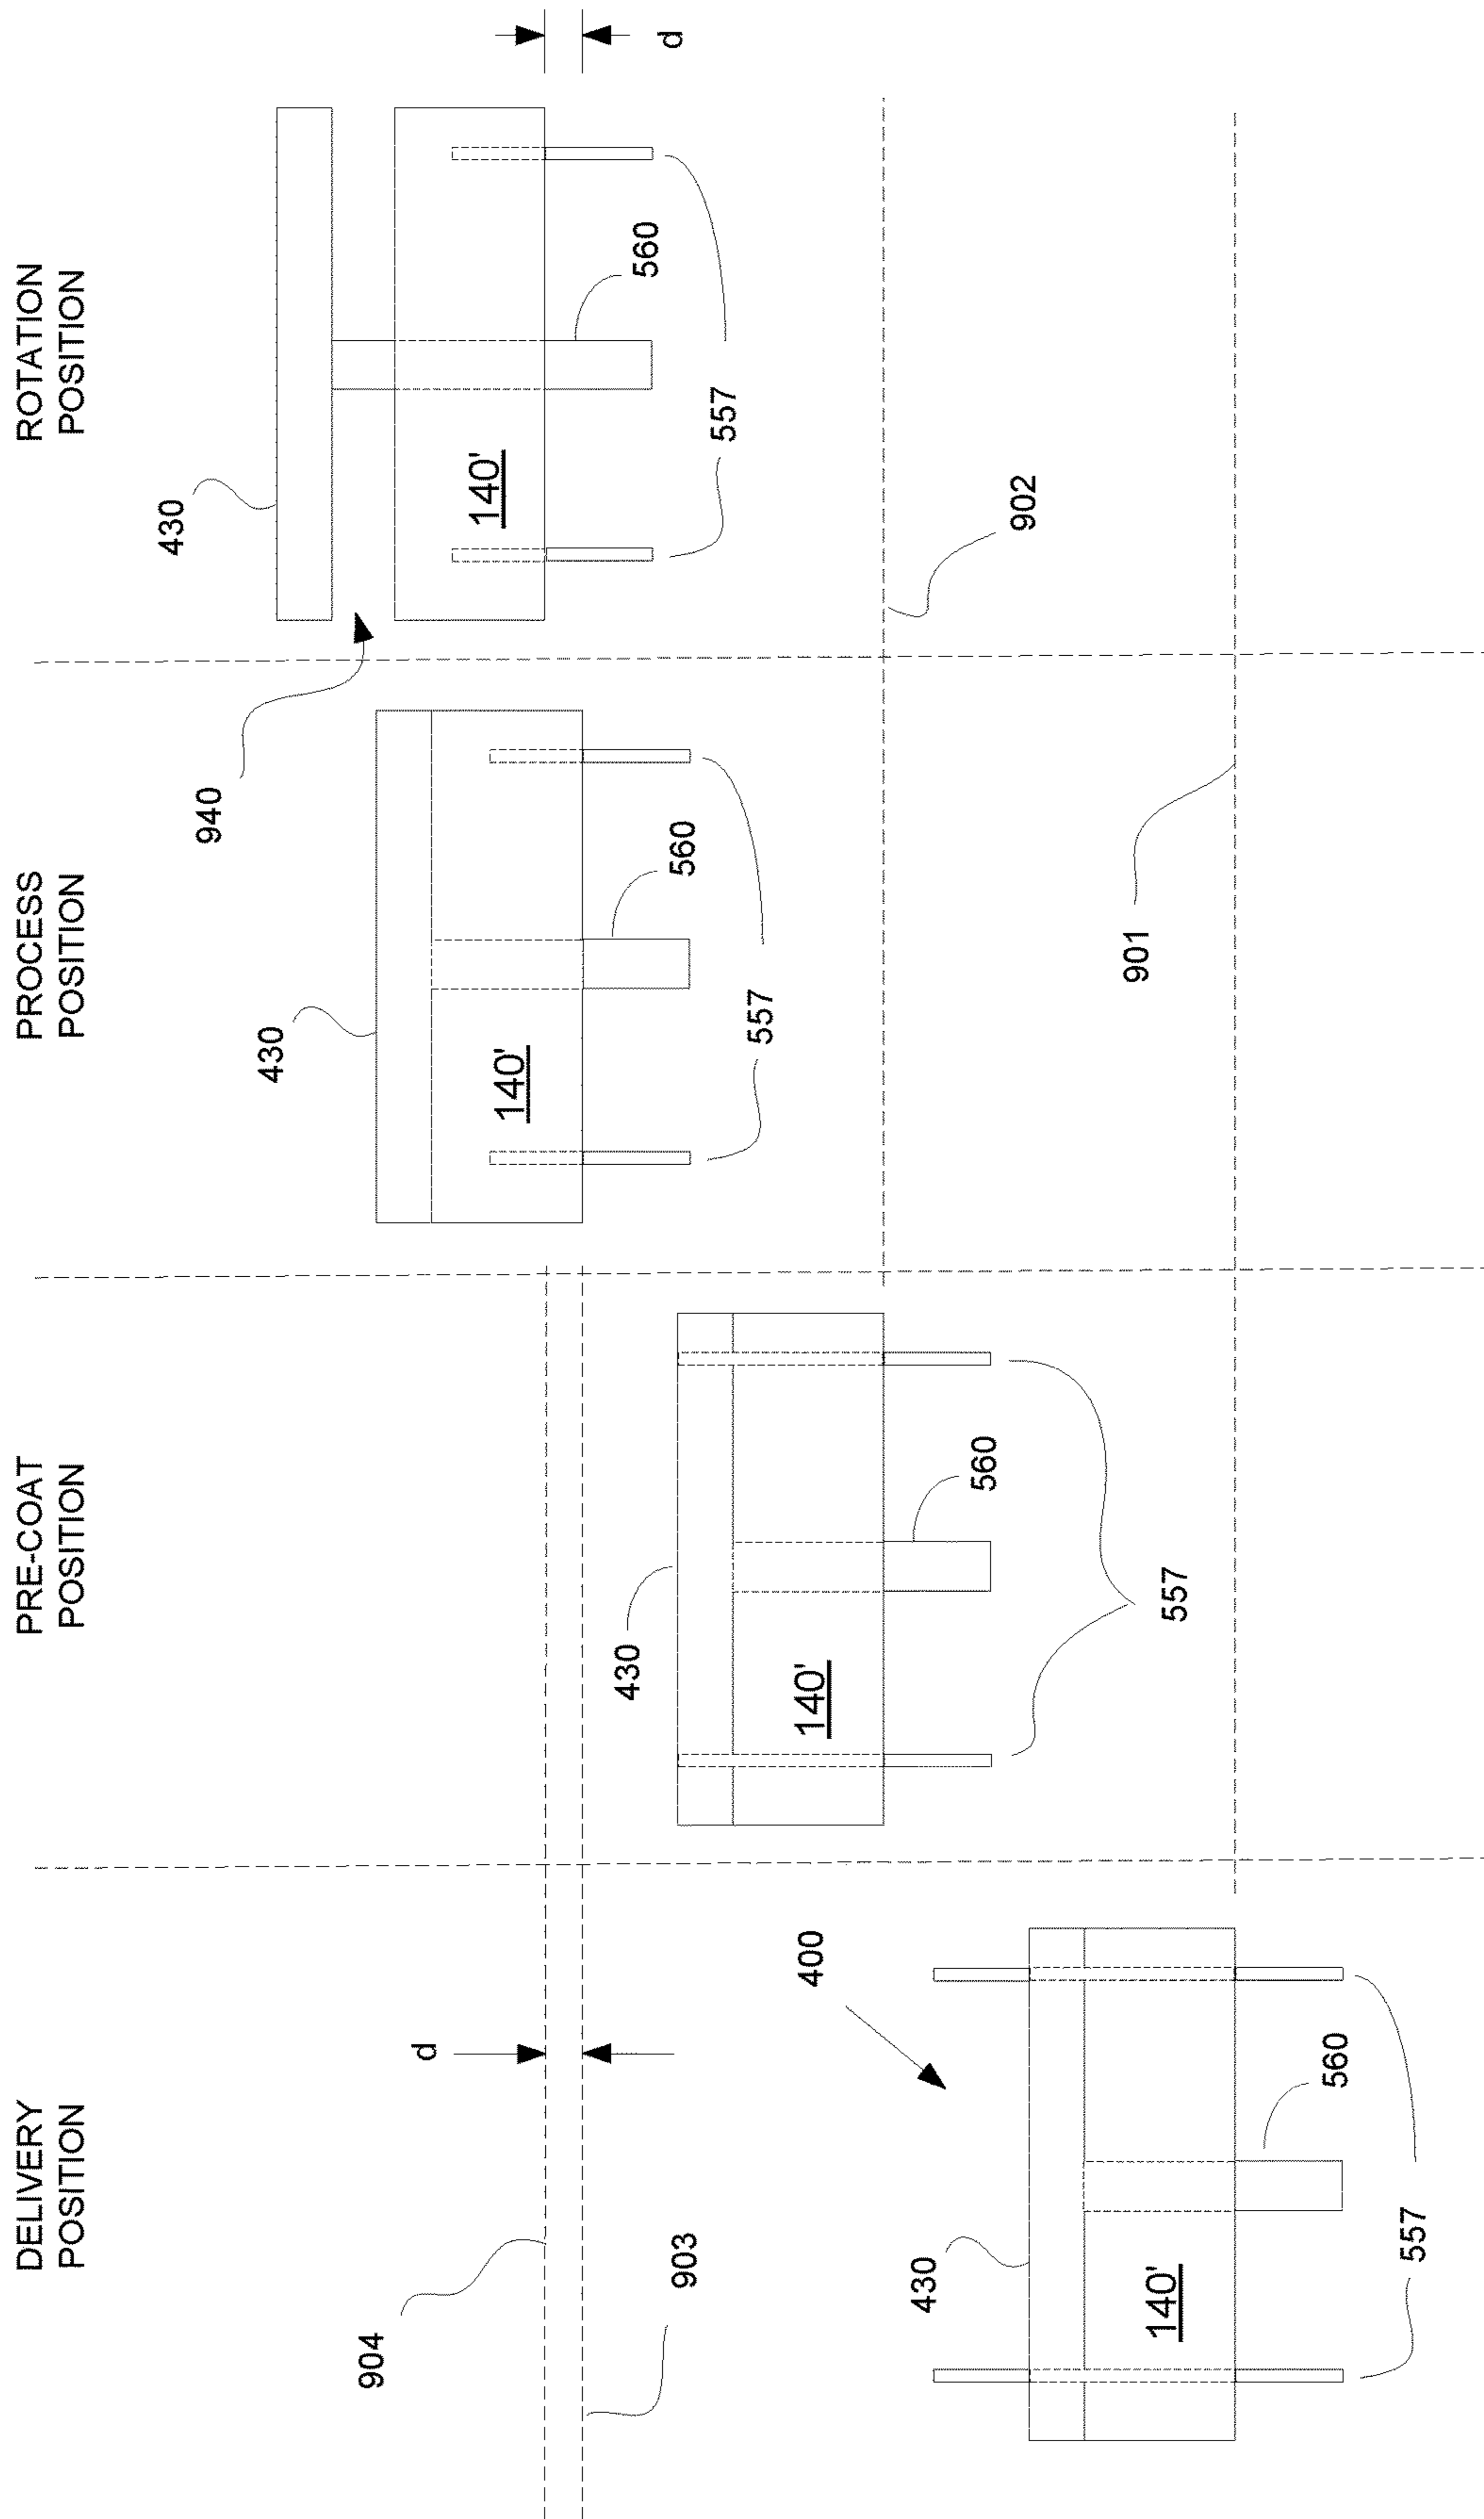 DELIVERY
POSITION
PRE-COAT
POSITION
PROCESS
POSITION
ROTATION
POSITION
904
d
903
400
430
140'
560
557
430
140'
560
557
940
430
140'
560
557
901
430
140'
560
557
902
d